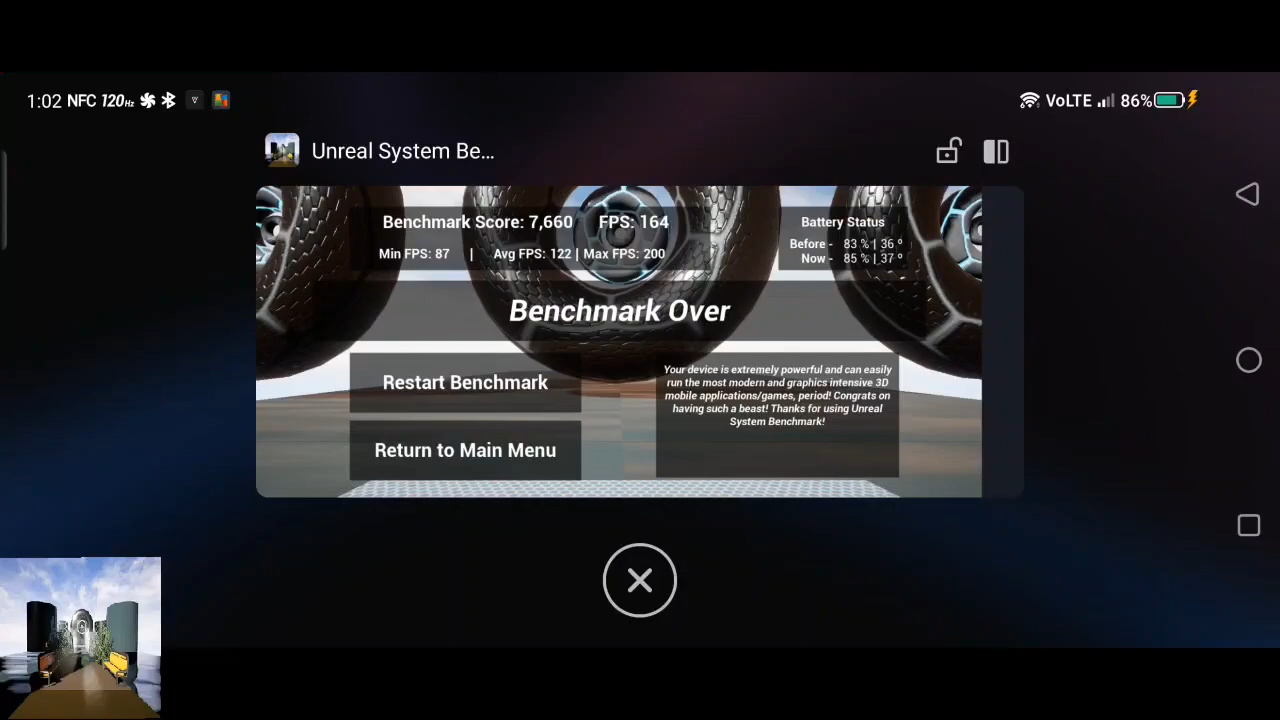 1:02 NFC 120Hz VoLTE 86%
Unreal System Be...
Benchmark Score: 7,660 FPS: 164
Min FPS: 87 | Avg FPS: 122 | Max FPS: 200
Battery Status
Before - 83 % | 36 º
Now - 85 % | 37 º
Benchmark Over
Restart Benchmark
Return to Main Menu
Your device is extremely powerful and can easily
run the most modern and graphics intensive 3D
mobile applications/games, period! Congrats on
having such a beast! Thanks for using Unreal
System Benchmark!